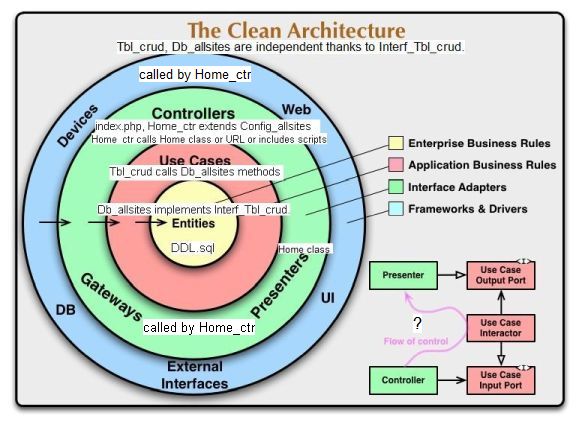 The Clean Architecture
Tbl_crud, Db_allsites are independent thanks to Interf_Tbl_crud.
called by Home_ctr
Devices
Web
Controllers
index.php, Home_ctr extends Config_allsites
Home_ctr calls Home class or URL or includes scripts
Use Cases
Tbl_crud calls Db_allsites methods
Db_allsites implements Interf_Tbl_crud.
Entities
DDL.sql
Home class
Gateways
Presenters
called by Home_ctr
DB
UI
External
Interfaces
Enterprise Business Rules
Application Business Rules
Interface Adapters
Frameworks & Drivers
Presenter
Use Case
Output Port
<I>
?
Flow of control
Use Case
Interactor
Controller
Use Case
Input Port
<I>